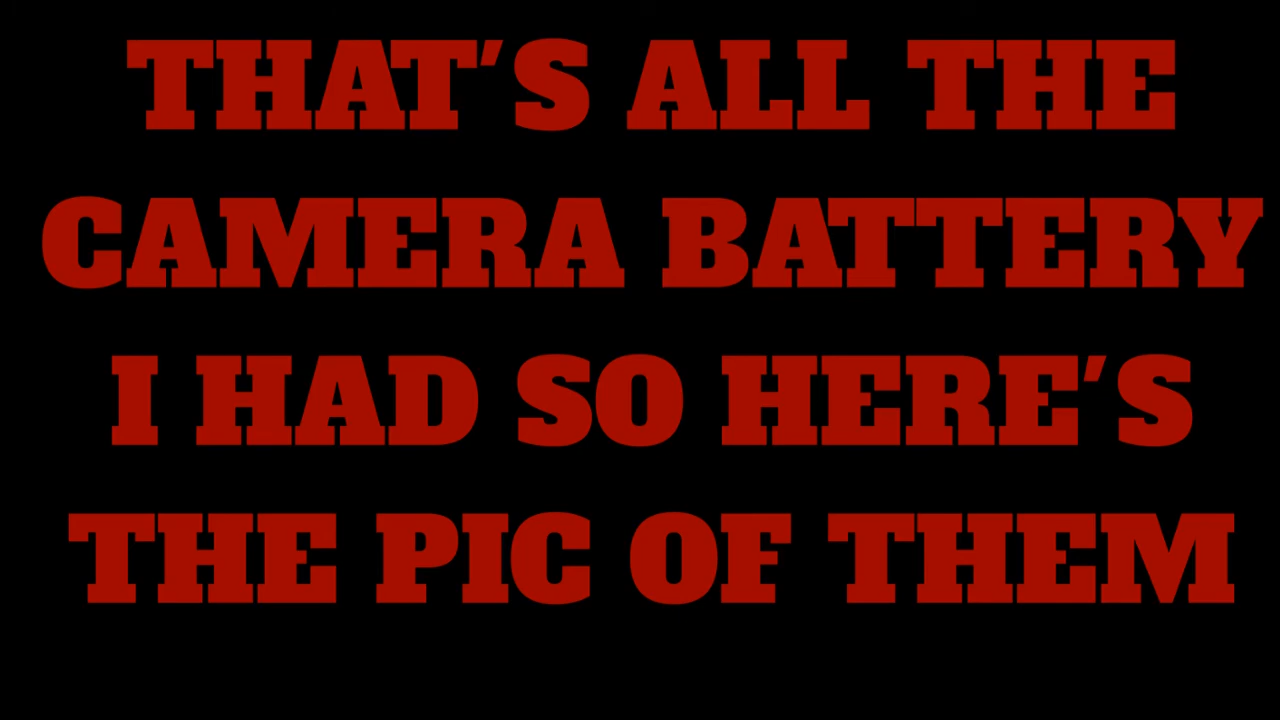 THAT'S ALL THE
CAMERA BATTERY
I HAD SO HERE'S
THE PIC OF THEM